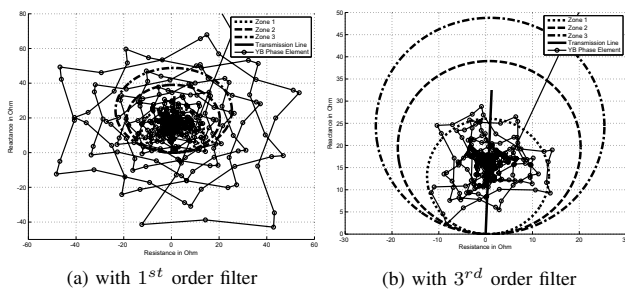 80
60
40
20
0
-20
-40
-60
-40
-20
0
20
40
60
Resistance in Ohm
Reactance in Ohm
Zone 1
Zone 2
Zone 3
Transmission Line
YB Phase Element
(a) with 1st order filter
50
45
40
35
30
25
20
15
10
5
0
-30
-20
-10
0
10
20
30
Resistance in Ohm
Reactance in Ohm
Zone 1
Zone 2
Zone 3
Transmission Line
YB Phase Element
(b) with 3rd order filter